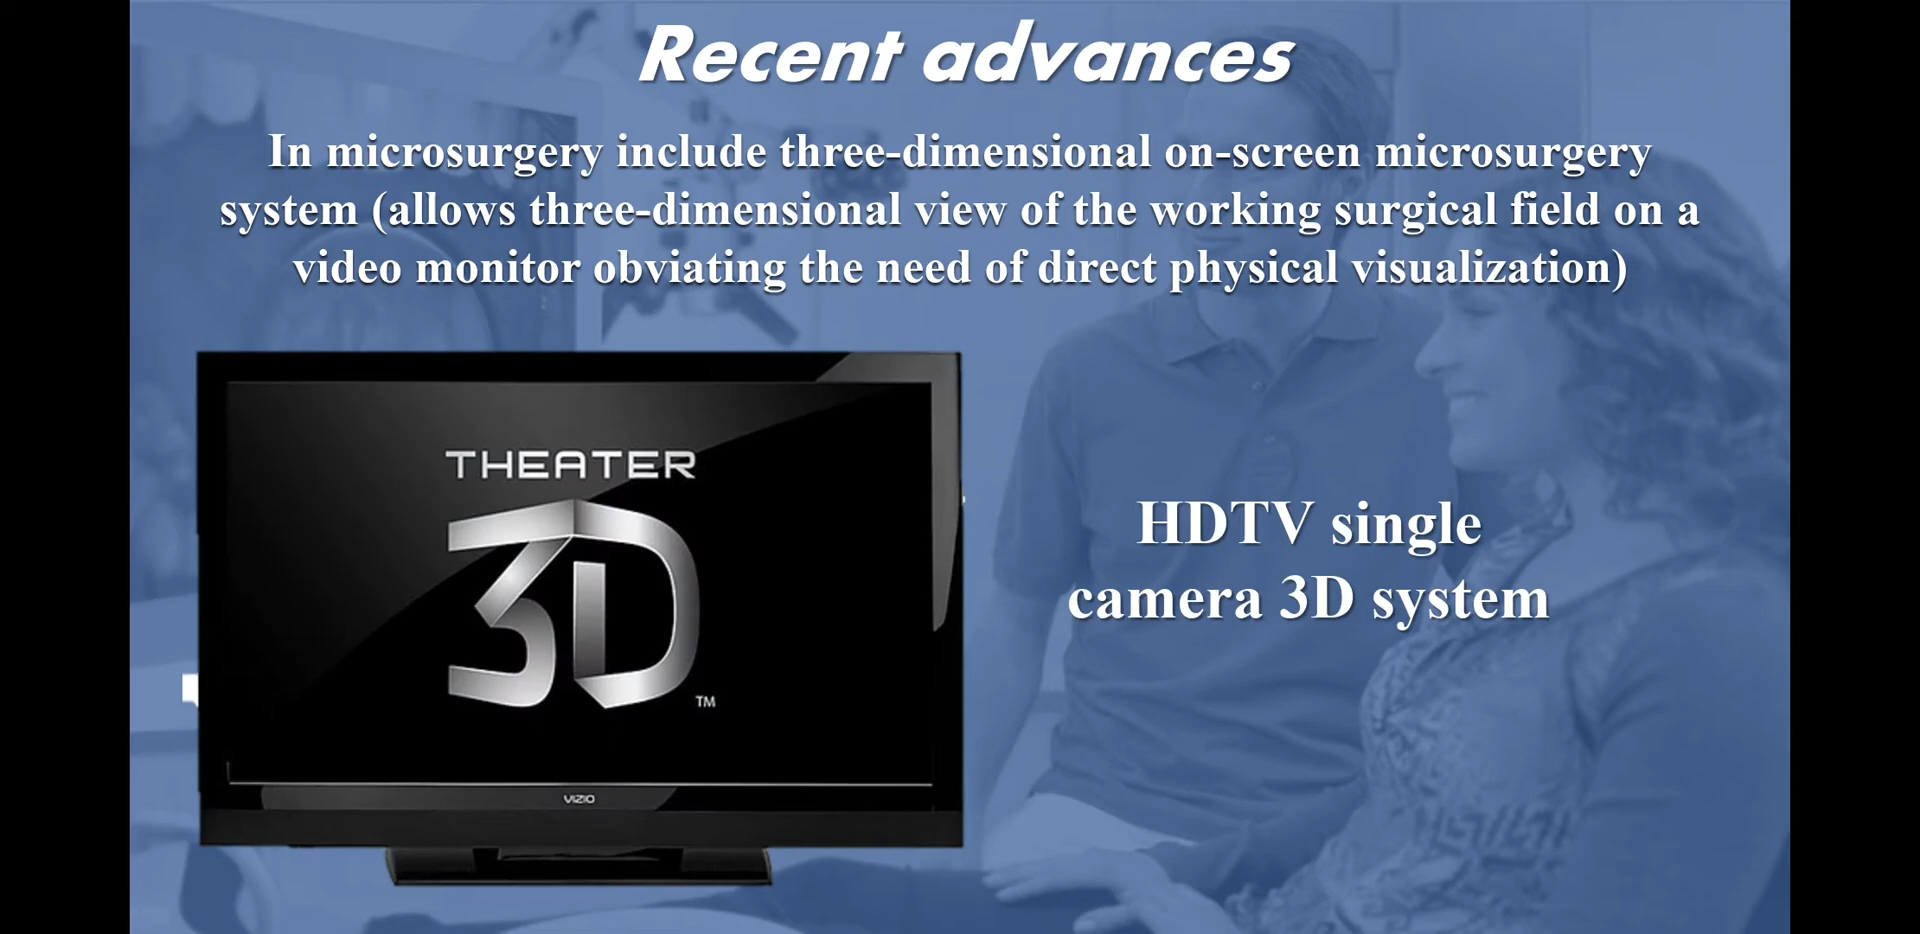 Recent advances
In microsurgery include three-dimensional on-screen microsurgery
system (allows three-dimensional view of the working surgical field on a
video monitor obviating the need of direct physical visualization)
THEATER
3D
TM
VIZIO
HDTV single
camera 3D system